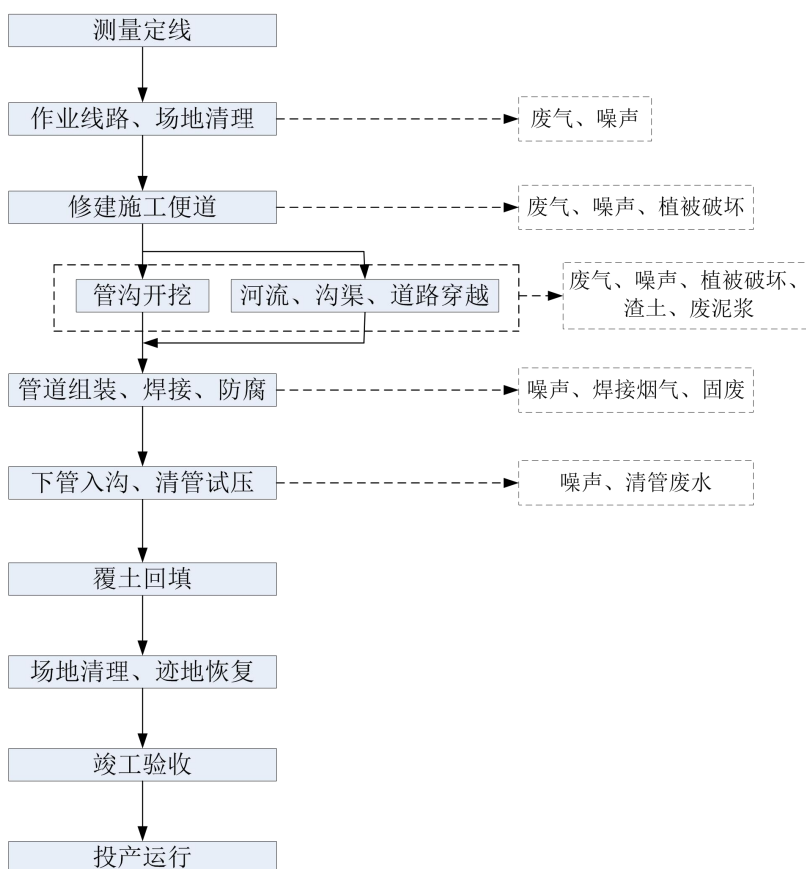 测量定线
作业线路、场地清理
废气、噪声
修建施工便道
废气、噪声、植被破坏
管沟开挖
河流、沟渠、道路穿越
废气、噪声、植被破坏、
渣土、废泥浆
管道组装、焊接、防腐
噪声、焊接烟气、固废
下管入沟、清管试压
噪声、清管废水
覆土回填
场地清理、迹地恢复
竣工验收
投产运行